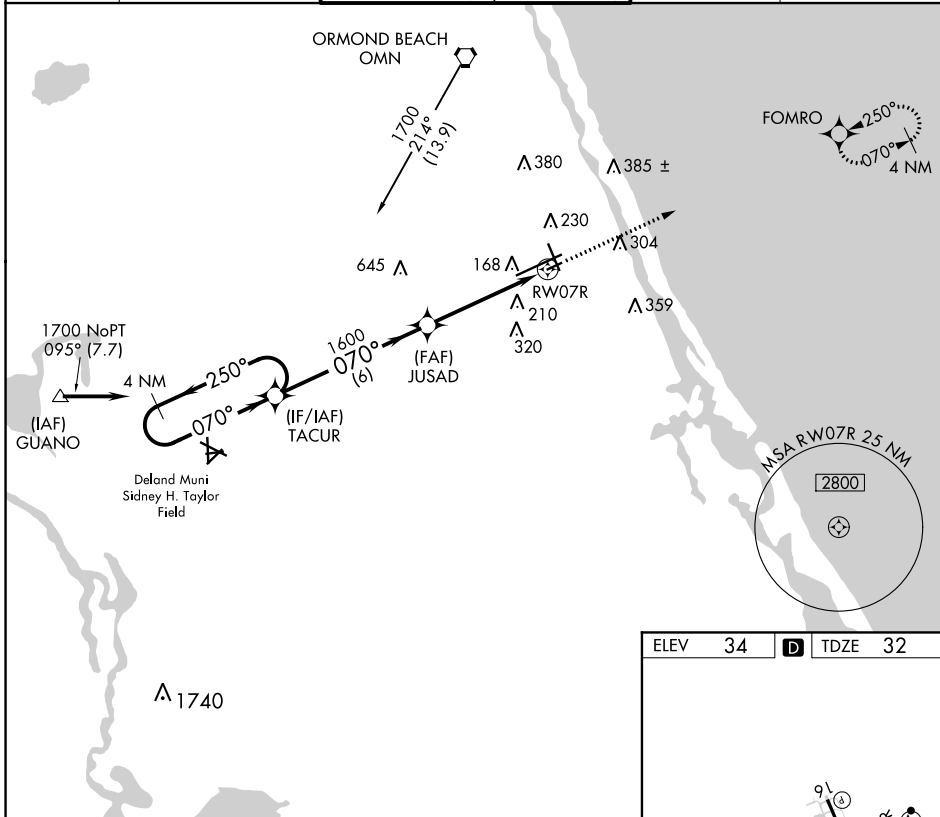 ORMOND BEACH
OMN
1700
214°
(13.9)
FOMRO
250°
070°
4 NM
380
385 ±
230
304
645
168
RW07R
359
210
320
1700 NoPT
095° (7.7)
1600
070°
(6)
(FAF)
JUSAD
4 NM
250°
070°
(IAF)
GUANO
(IF/IAF)
TACUR
Deland Muni
Sidney H. Taylor
Field
MSA RW07R 25 NM
2800
ELEV 34 D TDZE 32
1740
16
P